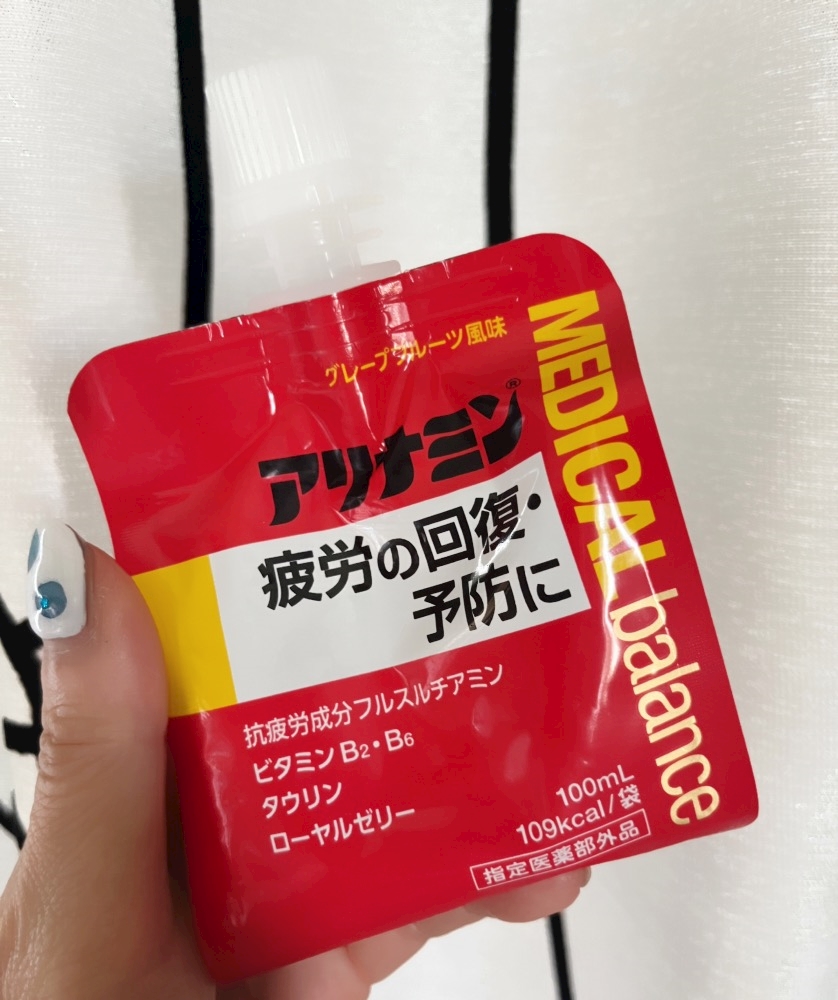 グレープフルーツ風味
アリナミン®
MEDICAL balance
疲労の回復・
予防に
抗疲労成分フルスルチアミン
ビタミンB₂・B₆
タウリン
ローヤルゼリー
100mL
109kcal/袋
指定医薬部外品